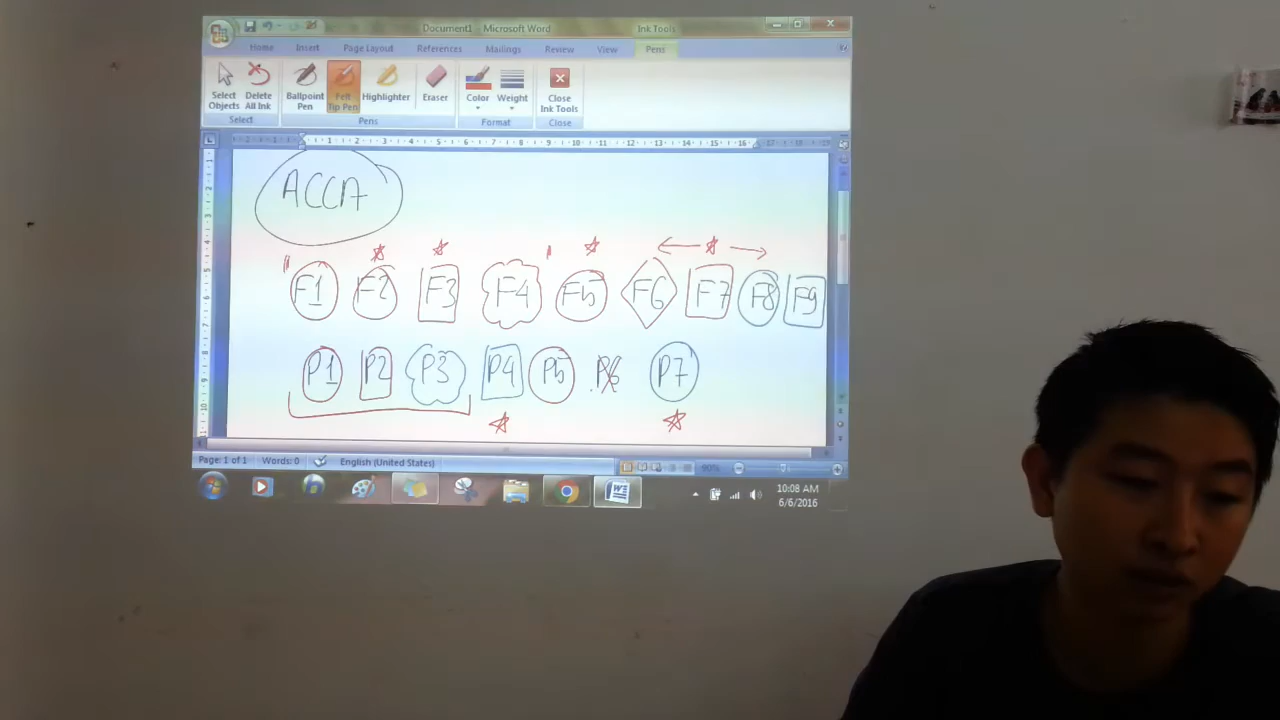 Document1 - Microsoft Word Ink Tools
Home Insert Page Layout References Mailings Review View Pens
Select Objects Delete All Ink Ballpoint Pen Felt Tip Pen Highlighter Eraser Color Weight Close Ink Tools
Select Pens Format Close
ACCA
F1 F2 F3 F4 F5 F6 F7 F8 F9
P1 P2 P3 P4 P5 P6 P7
Page: 1 of 1 Words: 0 English (United States) 90%
10:08 AM
6/6/2016